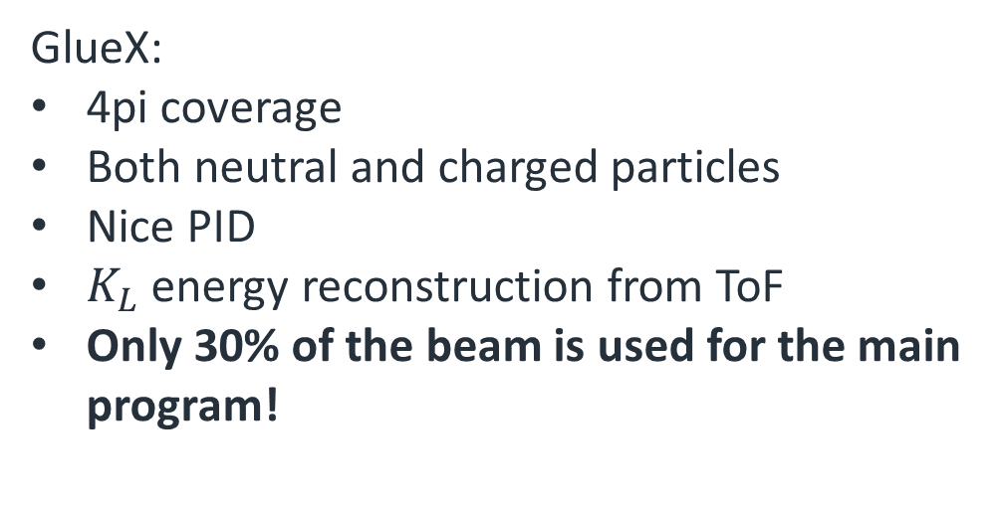 GlueX:
• 4pi coverage
• Both neutral and charged particles
• Nice PID
• K_L energy reconstruction from ToF
• Only 30% of the beam is used for the main
program!